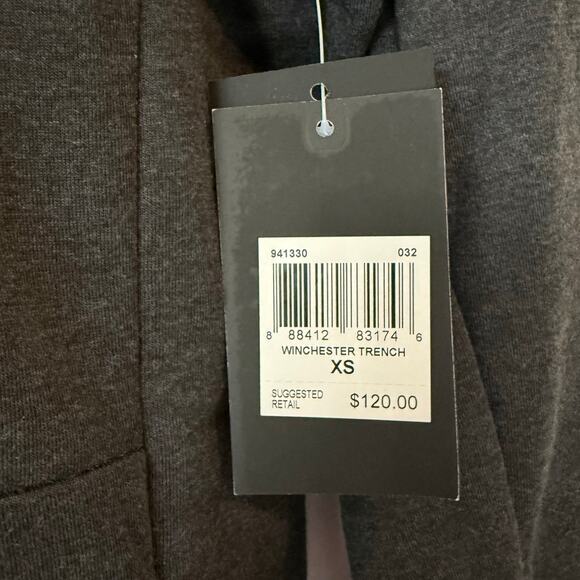 941330 032
8 88412 83174 6
WINCHESTER TRENCH
XS
SUGGESTED
RETAIL $120.00